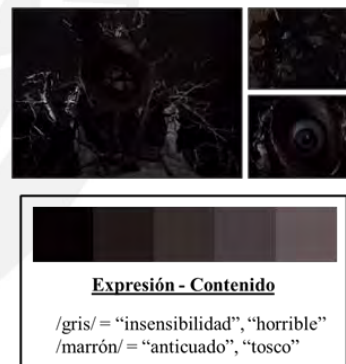 Expresión - Contenido
/gris/ = “insensibilidad”, “horrible”
/marrón/ = “anticuado”, “tosco”